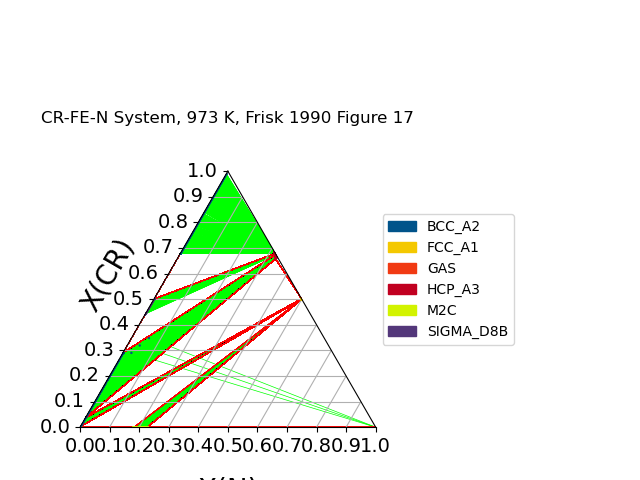 CR-FE-N System, 973 K, Frisk 1990 Figure 17
1.0
0.9
0.8
0.7
0.6
0.5
0.4
0.3
0.2
0.1
0.0
X(CR)
0.00.10.20.30.40.50.60.70.80.91.0
BCC_A2
FCC_A1
GAS
HCP_A3
M2C
SIGMA_D8B